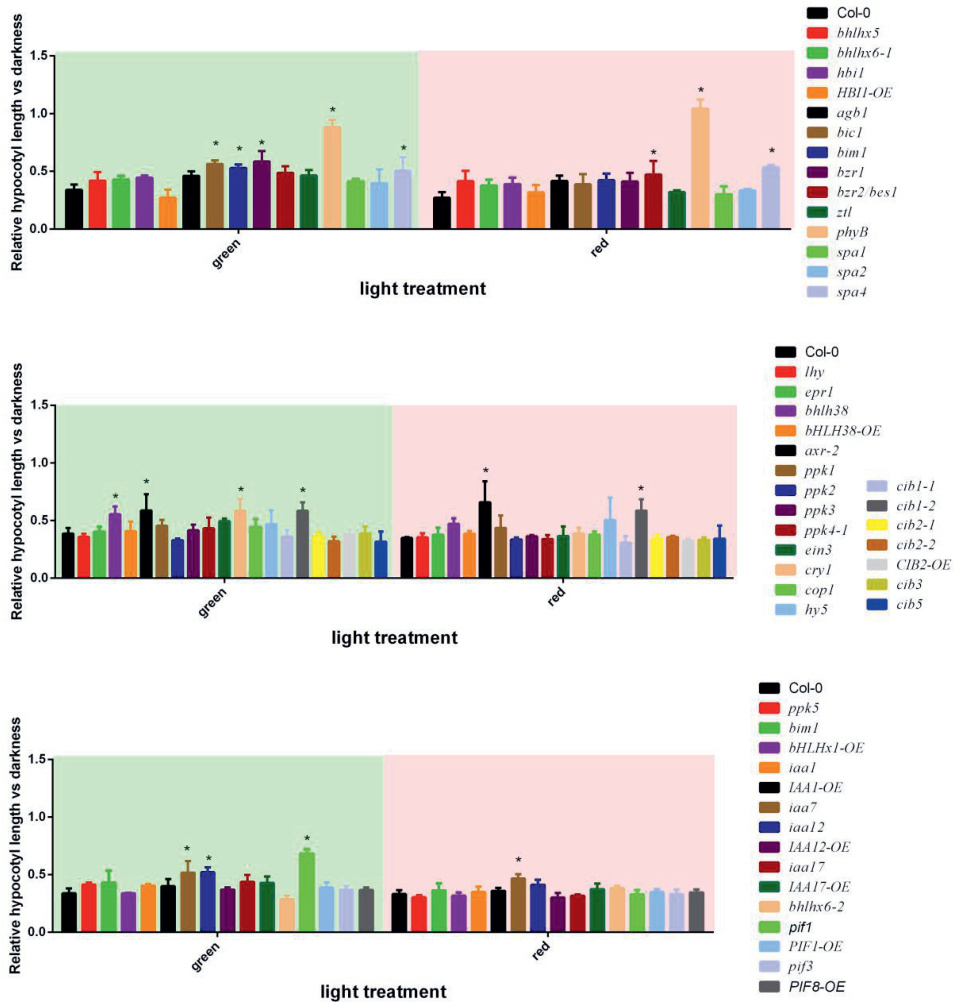 Relative hypocotyl length vs darkness
1.5
1.0
0.5
0.0
* * * * *
* * *
green
red
light treatment
Col-0
bhlhx5
bhlhx6-1
hbi1
HBI1-OE
agb1
bic1
bim1
bzr1
bzr2/bes1
ztl
phyB
spa1
spa2
spa4
Relative hypocotyl length vs darkness
1.5
1.0
0.5
0.0
* * * *
* *
green
red
light treatment
Col-0
lhy
epr1
bhlh38
bHLH38-OE
axr-2
ppk1
ppk2
ppk3
ppk4-1
ein3
cry1
cop1
hy5
cib1-1
cib1-2
cib2-1
cib2-2
CIB2-OE
cib3
cib5
Relative hypocotyl length vs darkness
1.5
1.0
0.5
0.0
* * *
*
green
red
light treatment
Col-0
ppk5
bim1
bHLHx1-OE
iaa1
IAA1-OE
iaa7
iaa12
IAA12-OE
iaa17
IAA17-OE
bhlhx6-2
pif1
PIF1-OE
pif3
PIF8-OE